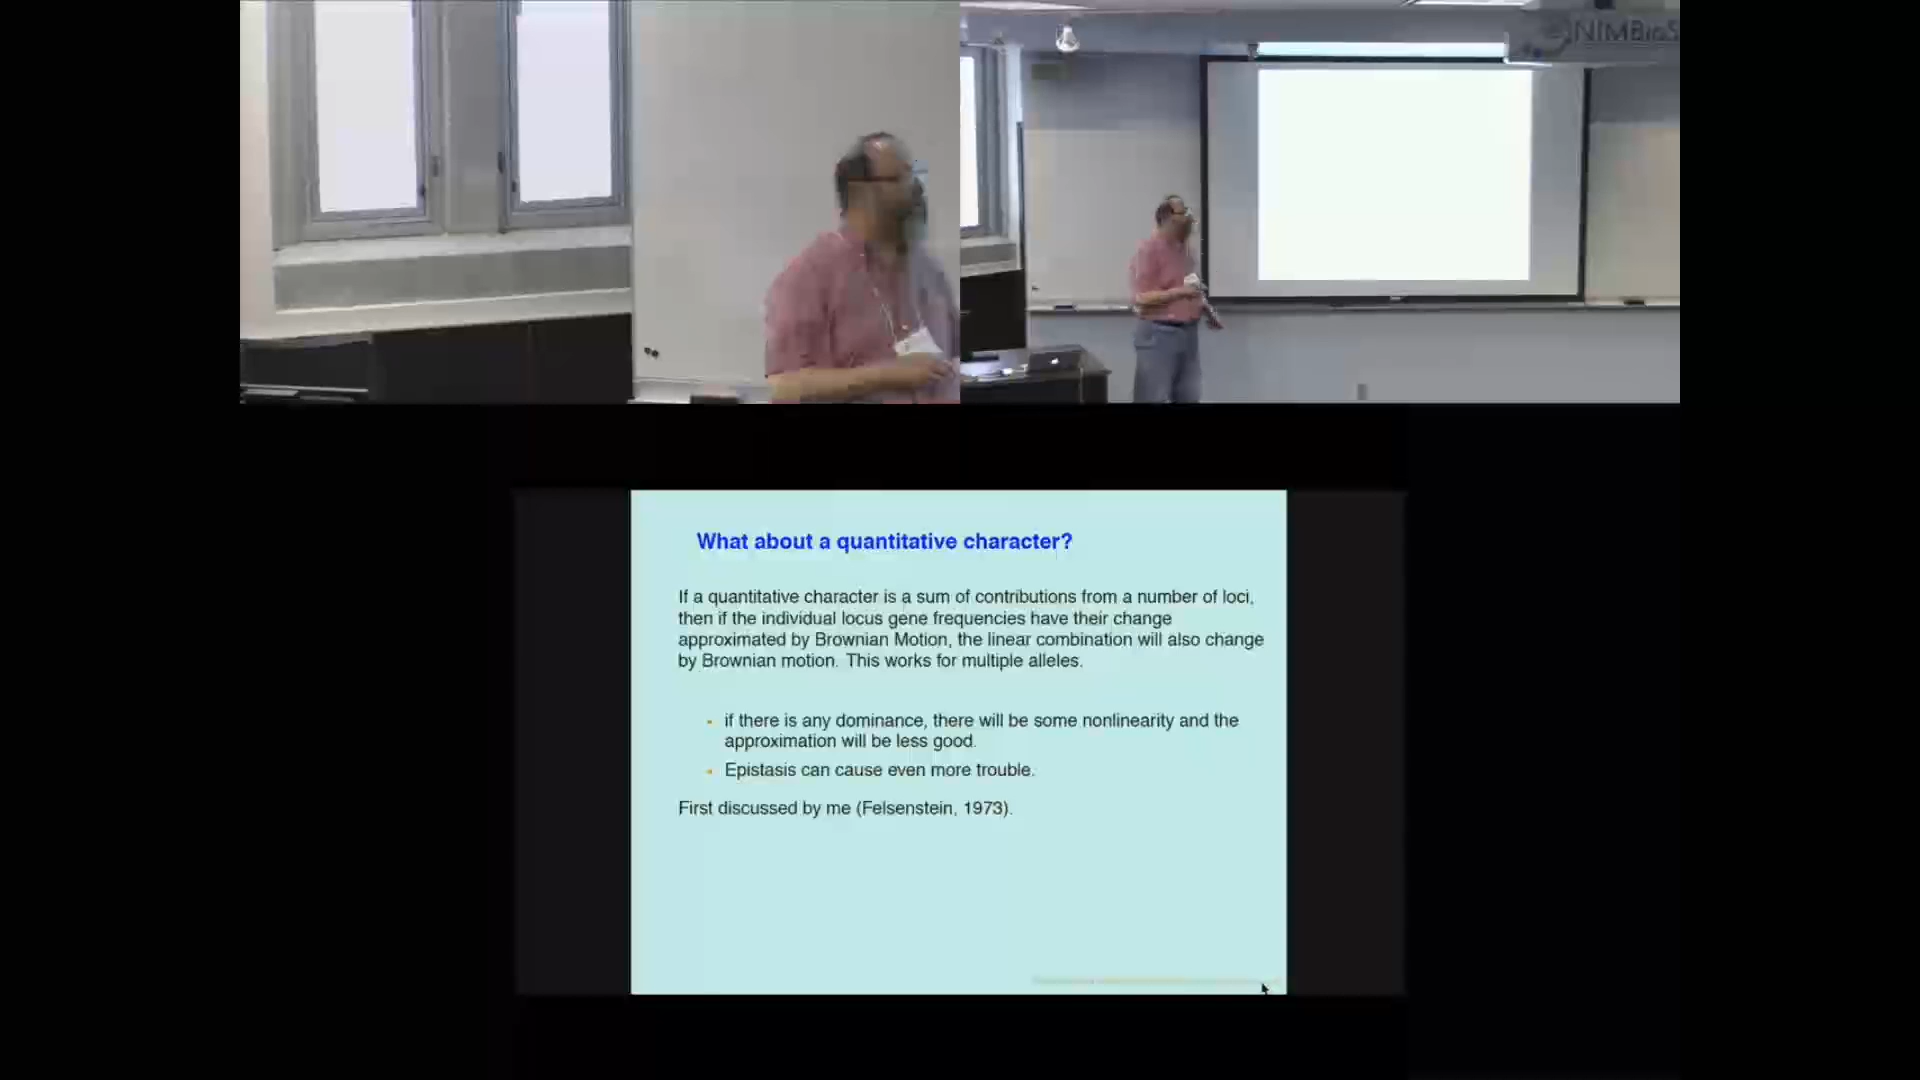 NIMBioS
What about a quantitative character?
If a quantitative character is a sum of contributions from a number of loci,
then if the individual locus gene frequencies have their change
approximated by Brownian Motion, the linear combination will also change
by Brownian motion. This works for multiple alleles.
if there is any dominance, there will be some nonlinearity and the
approximation will be less good.
Epistasis can cause even more trouble.
First discussed by me (Felsenstein, 1973).